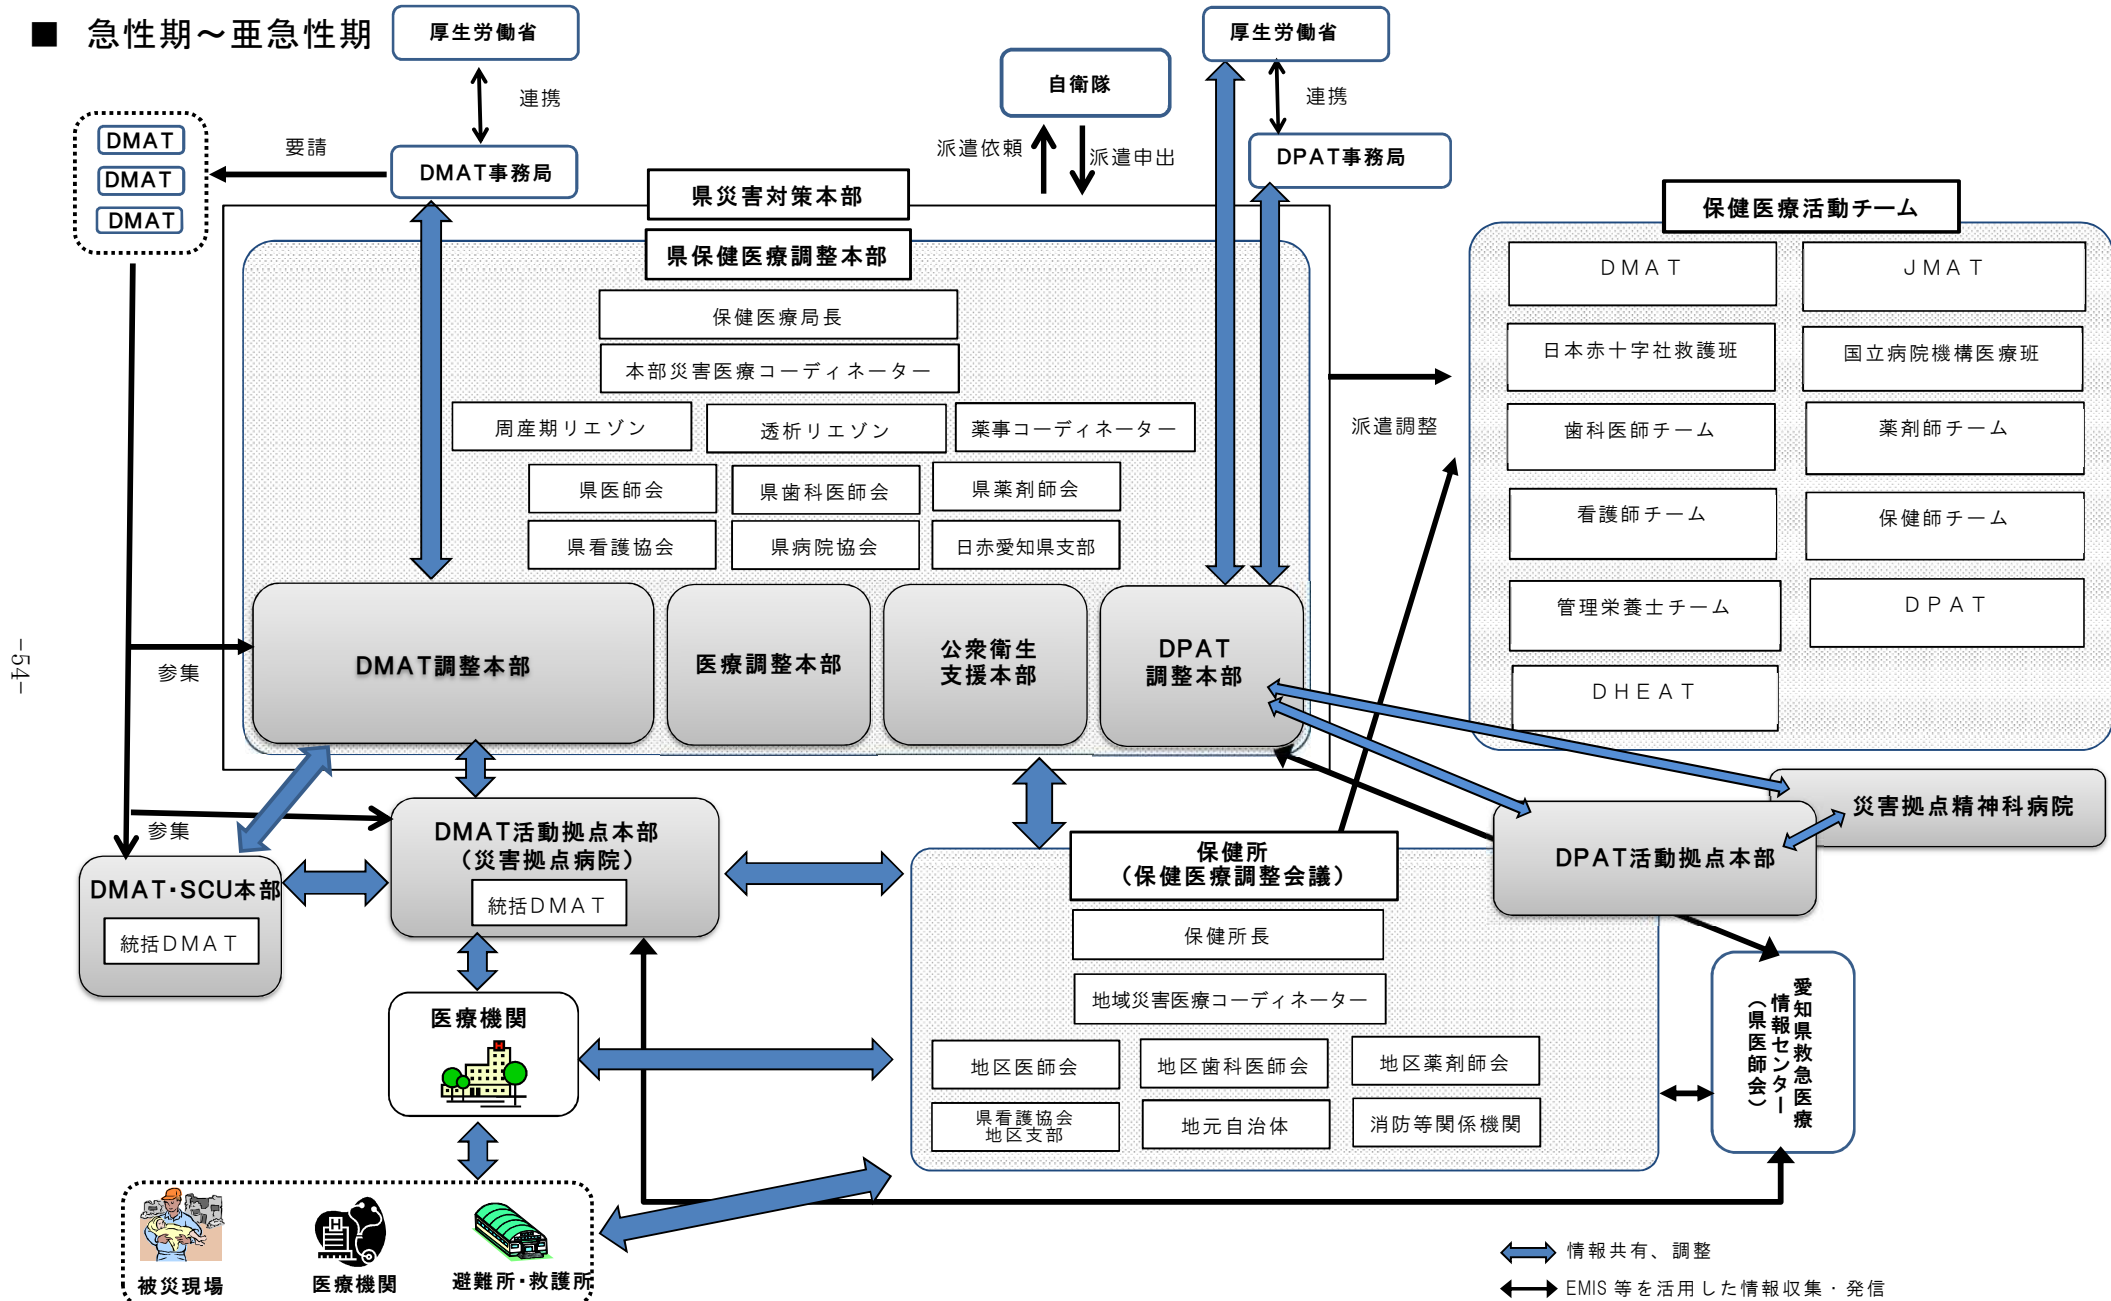 ■ 急性期～亜急性期
厚生労働省
連携
DMAT
DMAT
DMAT
要請
DMAT事務局
自衛隊
派遣依頼
派遣申出
厚生労働省
連携
DPAT事務局
県災害対策本部
県保健医療調整本部
保健医療局長
本部災害医療コーディネーター
周産期リエゾン
透析リエゾン
薬事コーディネーター
県医師会
県歯科医師会
県薬剤師会
県看護協会
県病院協会
日赤愛知県支部
DMAT調整本部
医療調整本部
公衆衛生
支援本部
DPAT
調整本部
参集
参集
派遣調整
保健医療活動チーム
ＤＭＡＴ
ＪＭＡＴ
日本赤十字社救護班
国立病院機構医療班
歯科医師チーム
薬剤師チーム
看護師チーム
保健師チーム
管理栄養士チーム
ＤＰＡＴ
ＤＨＥＡＴ
災害拠点精神科病院
DPAT活動拠点本部
DMAT活動拠点本部
（災害拠点病院）
統括ＤＭＡＴ
DMAT・SCU本部
統括ＤＭＡＴ
医療機関
保健所
（保健医療調整会議）
保健所長
地域災害医療コーディネーター
地区医師会
地区歯科医師会
地区薬剤師会
県看護協会
地区支部
地元自治体
消防等関係機関
愛知県救急医療
情報センター
（県医師会）
被災現場
医療機関
避難所・救護所
情報共有、調整
EMIS 等を活用した情報収集・発信
-54-